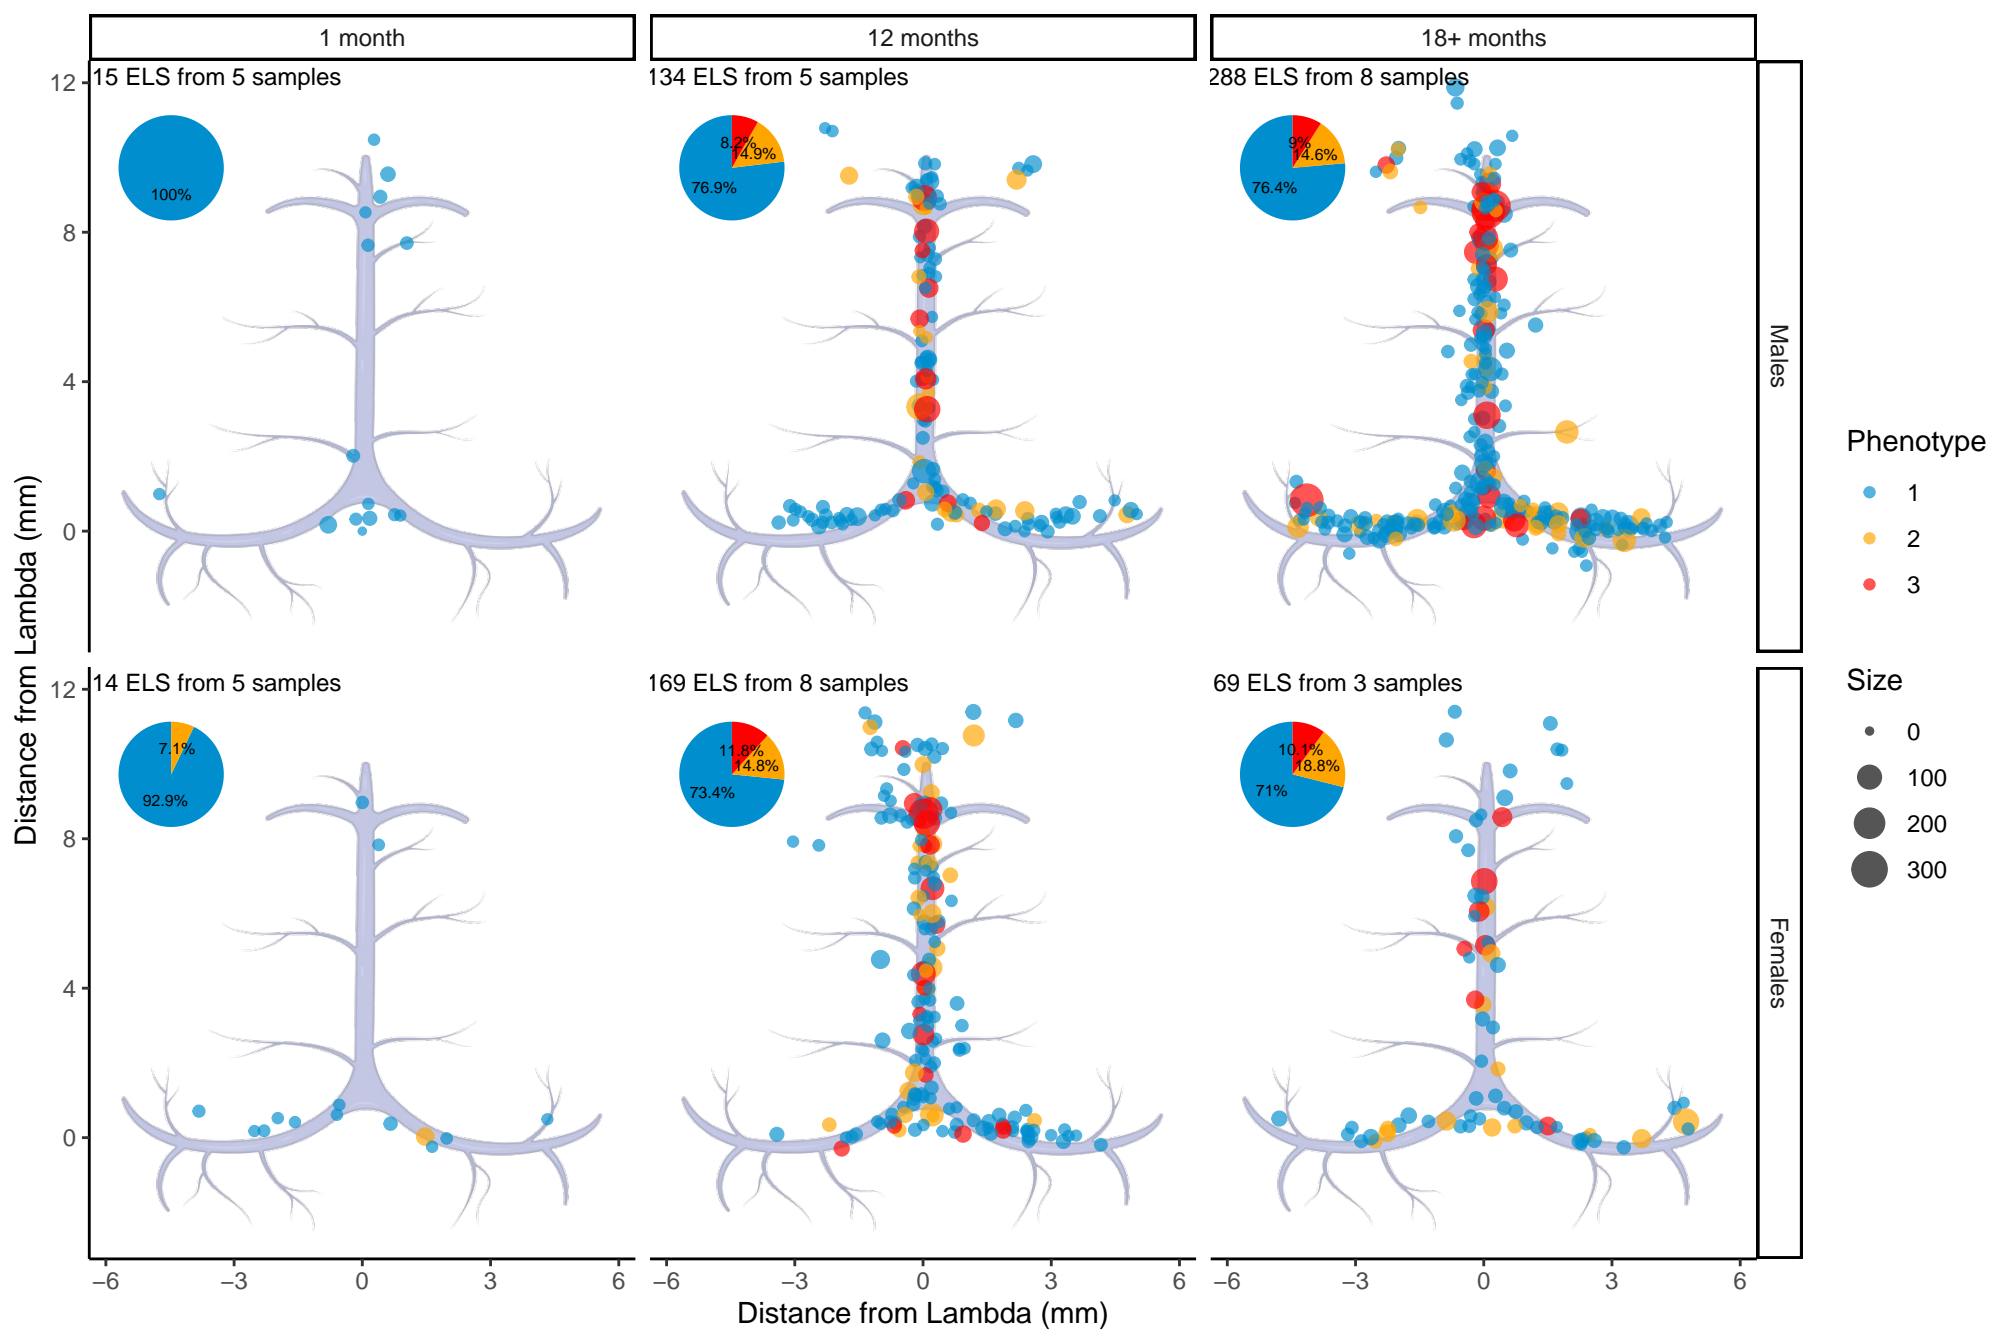 1 month
12 months
18+ months
15 ELS from 5 samples
134 ELS from 5 samples
288 ELS from 8 samples
100%
8.2%
14.9%
76.9%
9%
14.6%
76.4%
12
8
4
0
Males
14 ELS from 5 samples
169 ELS from 8 samples
69 ELS from 3 samples
7.1%
92.9%
11.8%
14.8%
73.4%
10.1%
18.8%
71%
12
8
4
0
Females
−6 −3 0 3 6
−6 −3 0 3 6
−6 −3 0 3 6
Distance from Lambda (mm)
Distance from Lambda (mm)
Phenotype
1
2
3
Size
0
100
200
300